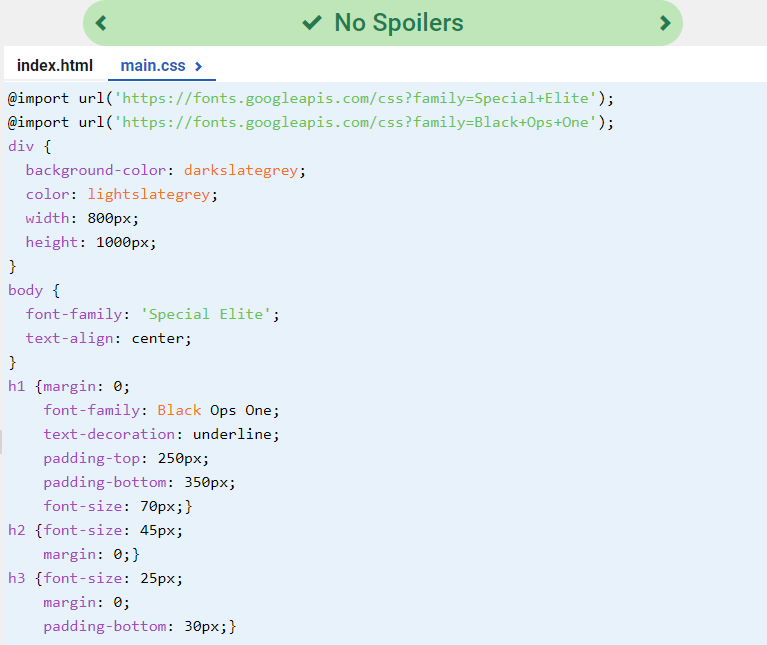 No Spoilers
index.html main.css
@import url('https://fonts.googleapis.com/css?family=Special+Elite');
@import url('https://fonts.googleapis.com/css?family=Black+Ops+One');
div {
  background-color: darkslategrey;
  color: lightslategrey;
  width: 800px;
  height: 1000px;
}
body {
  font-family: 'Special Elite';
  text-align: center;
}
h1 {margin: 0;
    font-family: Black Ops One;
    text-decoration: underline;
    padding-top: 250px;
    padding-bottom: 350px;
    font-size: 70px;}
h2 {font-size: 45px;
    margin: 0;}
h3 {font-size: 25px;
    margin: 0;
    padding-bottom: 30px;}